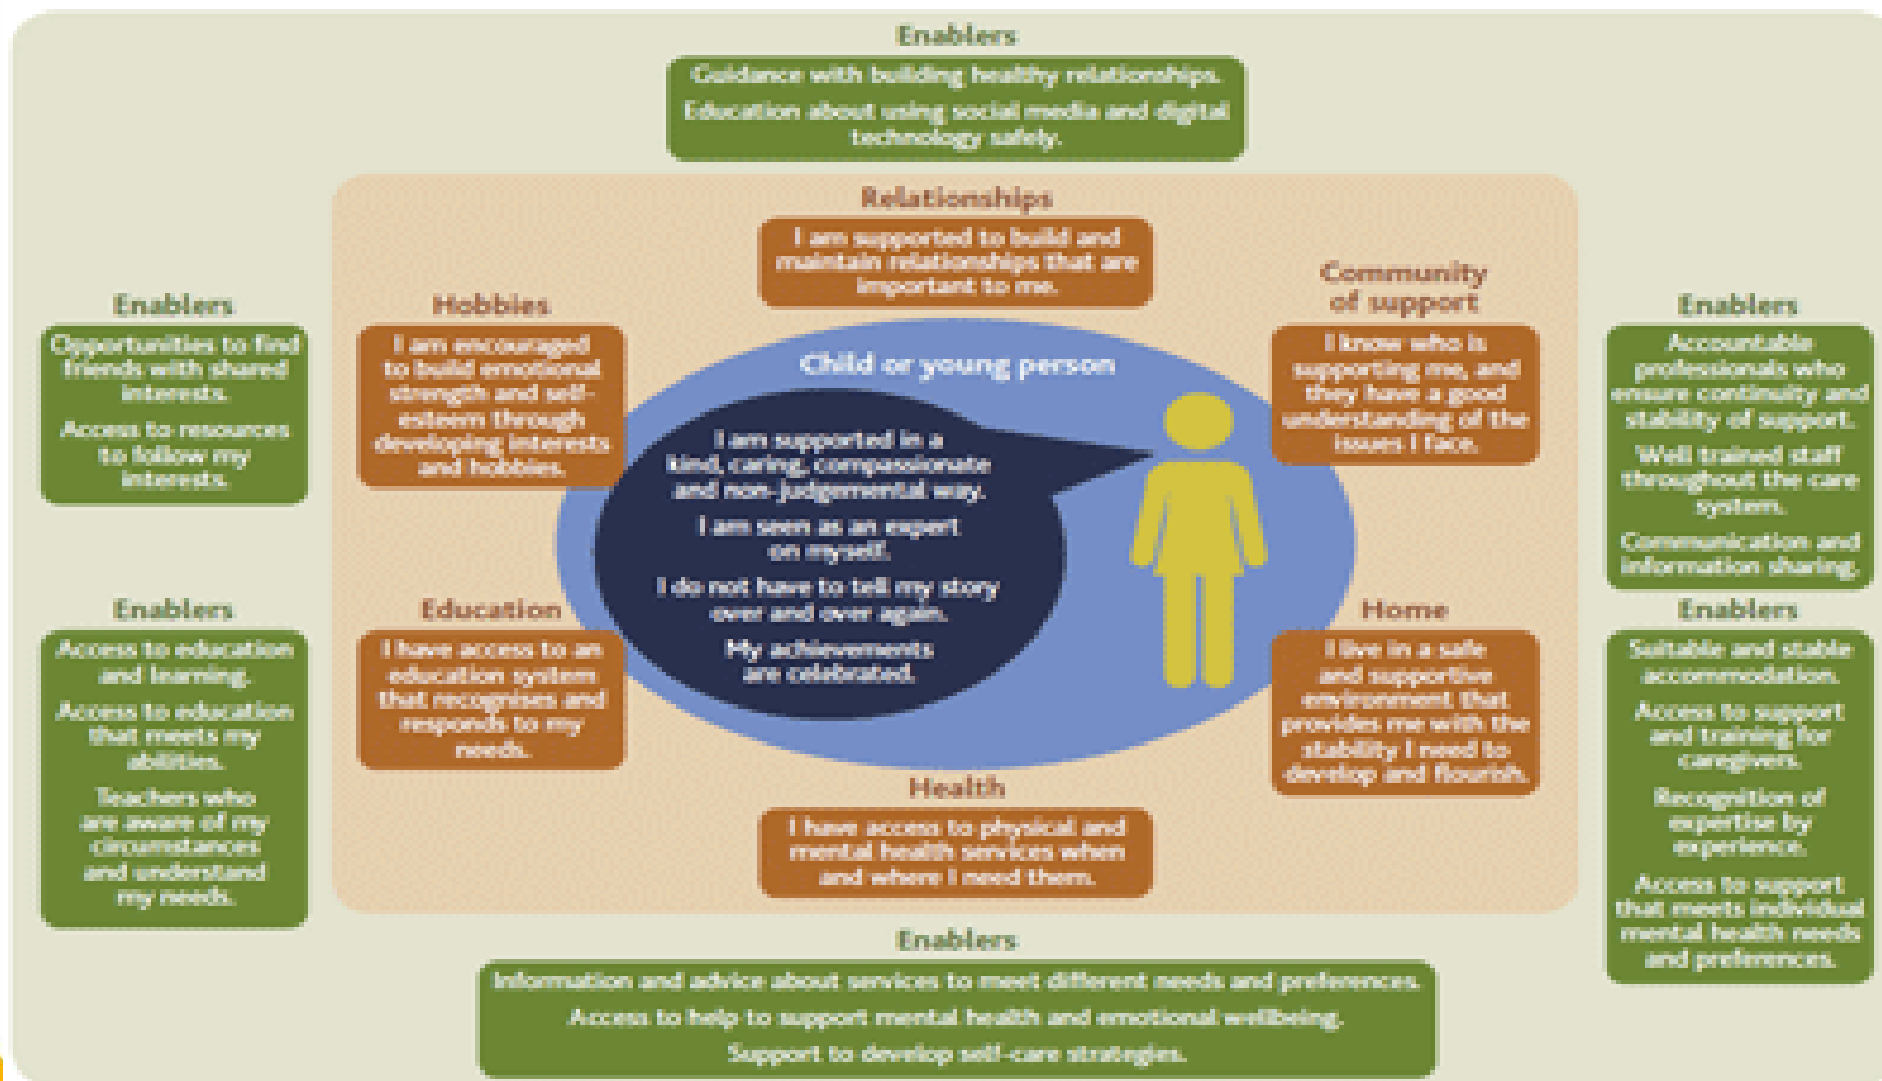 Enablers
Guidance with building healthy relationships.
Education about using social media and digital
technology safely.
Relationships
I am supported to build and
maintain relationships that are
important to me.
Enablers
Opportunities to find
friends with shared
interests.
Access to resources
to follow my
interests.
Hobbies
I am encouraged
to build emotional
strength and self-
esteem through
developing interests
and hobbies.
Community
of support
I know who is
supporting me, and
they have a good
understanding of the
issues I face.
Enablers
Accountable
professionals who
ensure continuity and
stability of support.
Well trained staff
throughout the care
system.
Communication and
information sharing.
Child or young person
I am supported in a
kind, caring, compassionate
and non-judgemental way.
I am seen as an expert
on myself.
I do not have to tell my story
over and over again.
My achievements
are celebrated.
Enablers
Access to education
and learning.
Access to education
that meets my
abilities.
Teachers who
are aware of my
circumstances
and understand
my needs.
Education
I have access to an
education system
that recognises and
responds to my
needs.
Home
I live in a safe
and supportive
environment that
provides me with the
stability I need to
develop and flourish.
Enablers
Suitable and stable
accommodation.
Access to support
and training for
caregivers.
Recognition of
expertise by
experience.
Access to support
that meets individual
mental health needs
and preferences.
Health
I have access to physical and
mental health services when
and where I need them.
Enablers
Information and advice about services to meet different needs and preferences.
Access to help to support mental health and emotional wellbeing.
Support to develop self-care strategies.